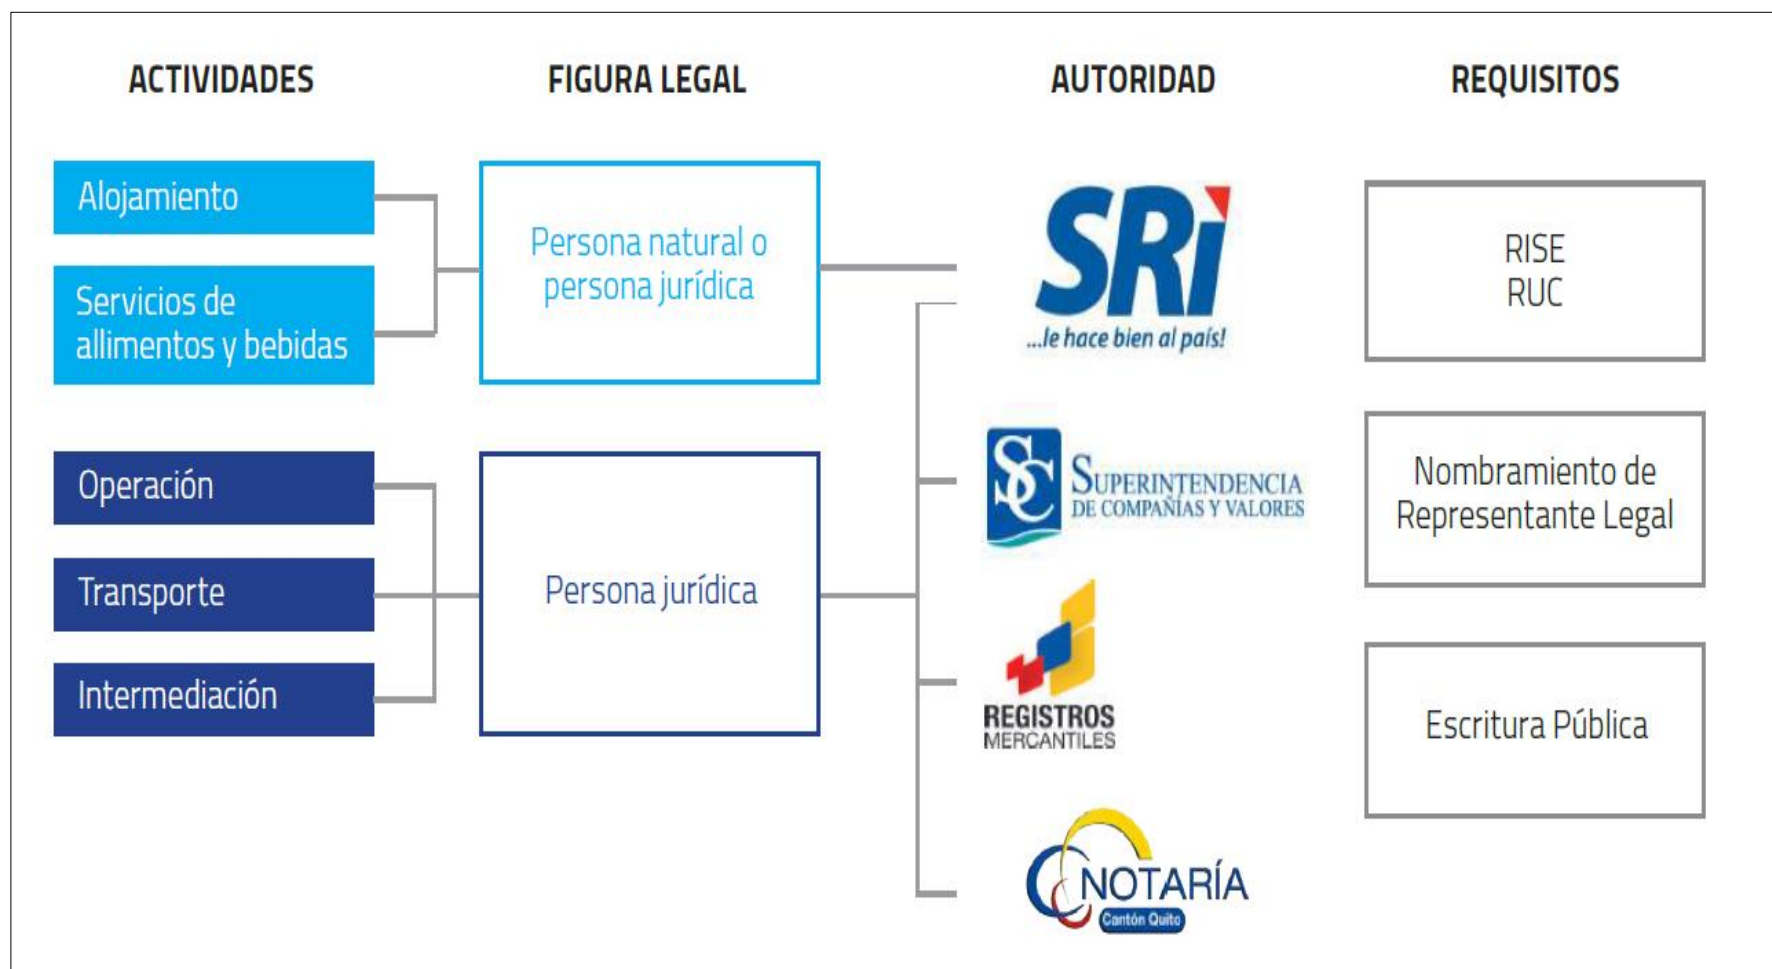 ACTIVIDADES
FIGURA LEGAL
AUTORIDAD
REQUISITOS
Alojamiento
Servicios de
allimentos y bebidas
Persona natural o
persona jurídica
SRi
...le hace bien al país!
RISE
RUC
Operación
Transporte
Intermediación
Persona jurídica
SC
SUPERINTENDENCIA
DE COMPAÑÍAS Y VALORES
Nombramiento de
Representante Legal
REGISTROS
MERCANTILES
Escritura Pública
NOTARÍA
Cantón Quito